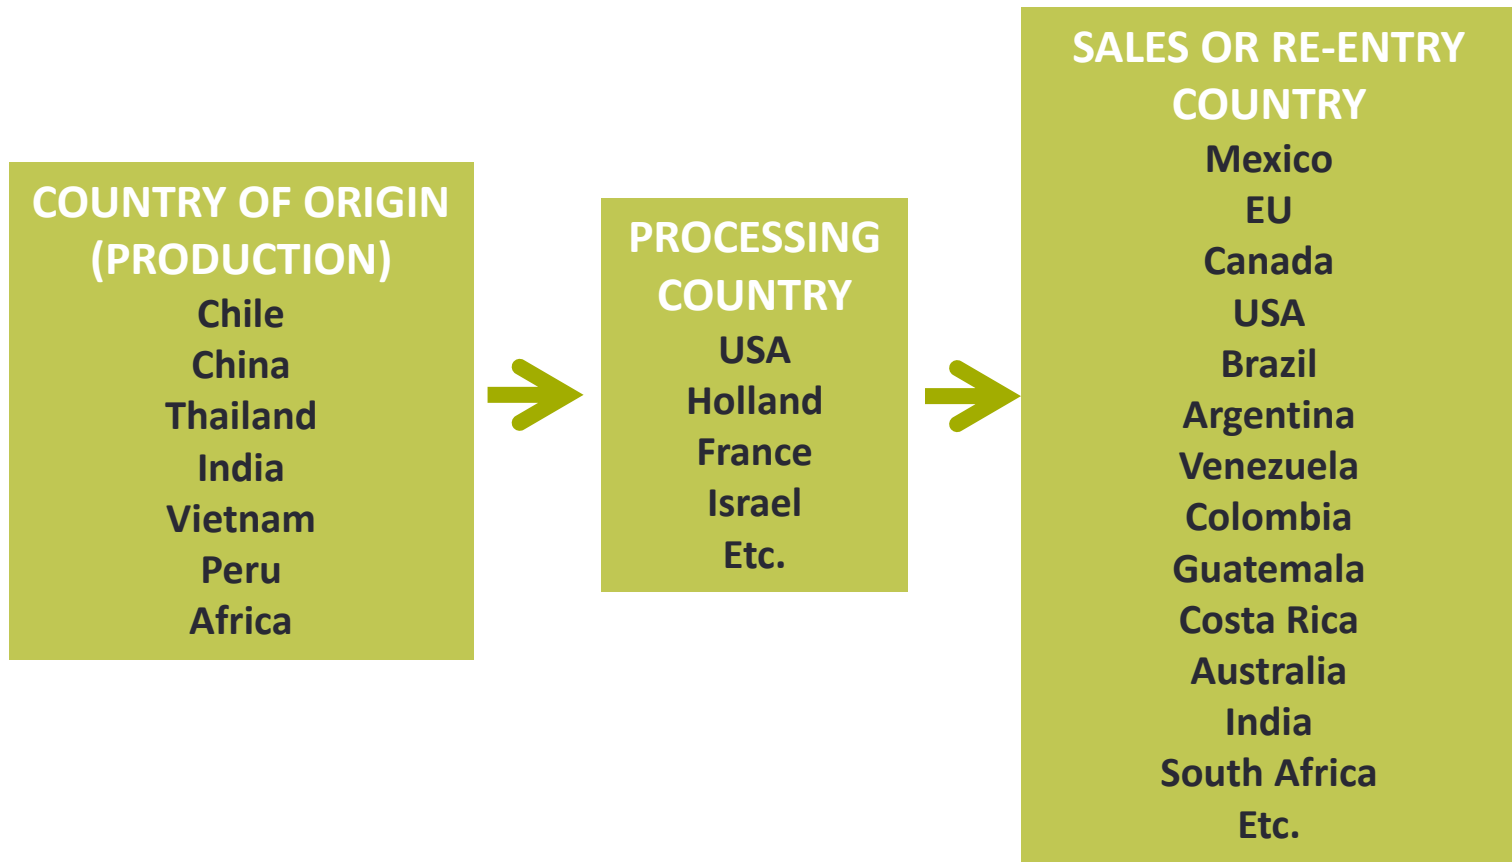 COUNTRY OF ORIGIN
(PRODUCTION)
Chile
China
Thailand
India
Vietnam
Peru
Africa
PROCESSING
COUNTRY
USA
Holland
France
Israel
Etc.
SALES OR RE-ENTRY
COUNTRY
Mexico
EU
Canada
USA
Brazil
Argentina
Venezuela
Colombia
Guatemala
Costa Rica
Australia
India
South Africa
Etc.